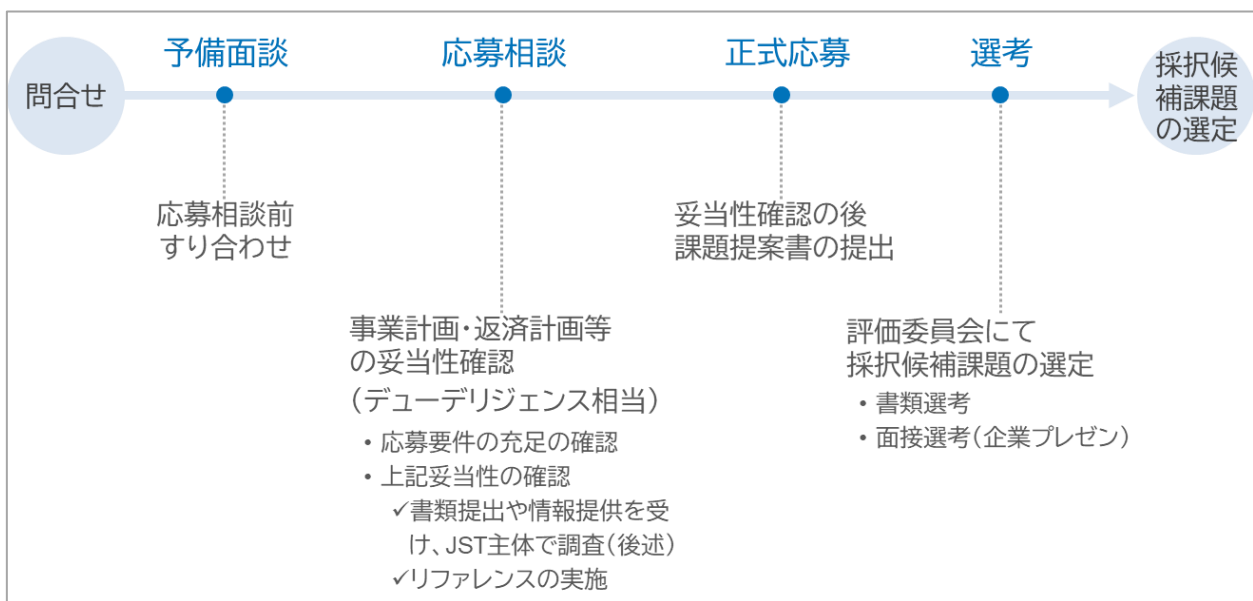 問合せ
予備面談
応募相談
正式応募
選考
採択候
補課題
の選定
応募相談前
すり合わせ
事業計画・返済計画等
の妥当性確認
（デューデリジェンス相当）
・応募要件の充足の確認
・上記妥当性の確認
✓書類提出や情報提供を受
け、JST主体で調査（後述）
✓リファレンスの実施
妥当性確認の後
課題提案書の提出
評価委員会にて
採択候補課題の選定
・書類選考
・面接選考（企業プレゼン）